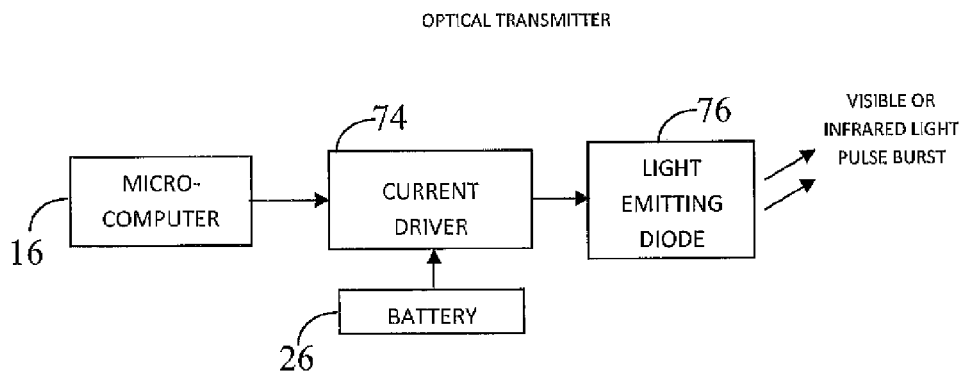 OPTICAL TRANSMITTER
74
76
VISIBLE OR
INFRARED LIGHT
PULSE BURST
MICRO-
COMPUTER
CURRENT
DRIVER
LIGHT
EMITTING
DIODE
16
BATTERY
26